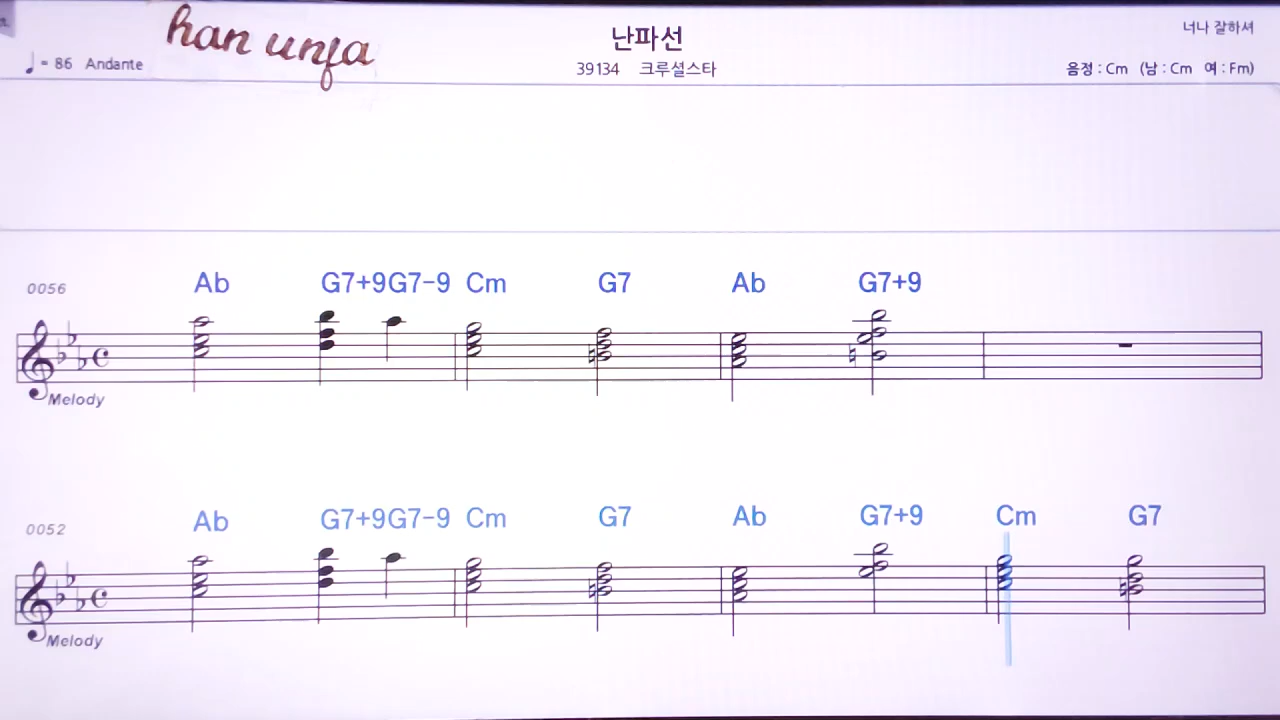 han unfa
난파선
너나 잘하셔
♩= 86 Andante
39134 크루셜스타
음정 : Cm (남 : Cm 여 : Fm)
0056
Ab G7+9 G7-9 Cm G7 Ab G7+9
Melody
0052
Ab G7+9 G7-9 Cm G7 Ab G7+9 Cm G7
Melody